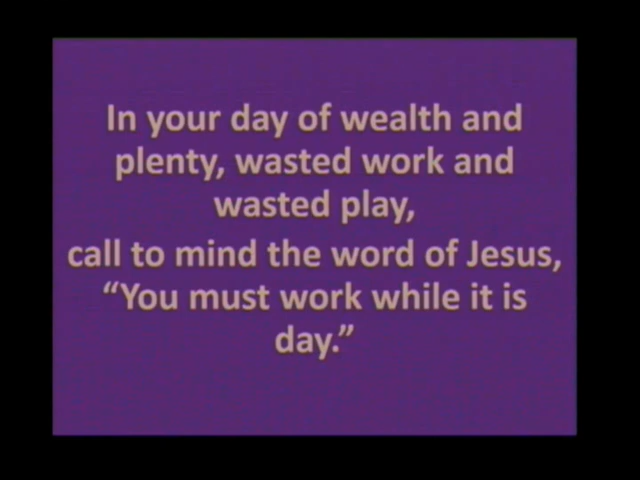 In your day of wealth and
plenty, wasted work and
wasted play,
call to mind the word of Jesus,
“You must work while it is
day.”